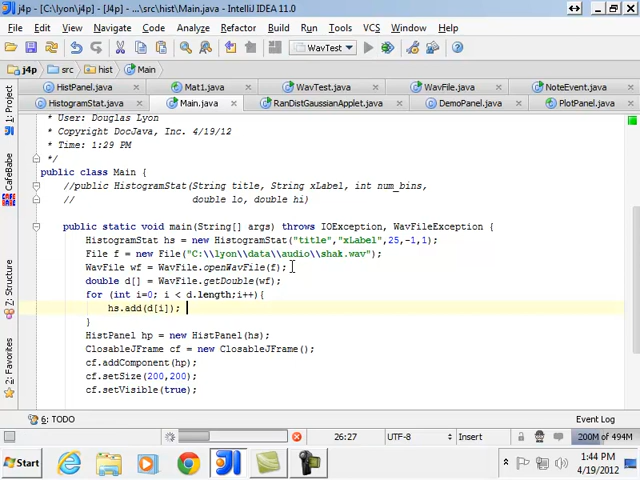 j4p - [C:\lyon\j4p] - [J4p] - ...\src\hist\Main.java - IntelliJ IDEA 11.0
File Edit View Navigate Code Analyze Refactor Build Run Tools VCS Window Help
WavTest
j4p src hist Main
HistPanel.java Mat1.java WavTest.java WavFile.java NoteEvent.java
HistogramStat.java Main.java RanDistGaussianApplet.java DemoPanel.java PlotPanel.java
1: Project
CafeBabe
7: Structure
2: Favorites
* User: Douglas Lyon
* Copyright: DocJava, Inc. 4/19/12
* Time: 1:29 PM
*/
public class Main {
//public HistogramStat(String title, String xLabel, int num_bins,
// double lo, double hi)
public static void main(String[] args) throws IOException, WavFileException {
HistogramStat hs = new HistogramStat("title","xLabel",25,-1,1);
File f = new File("C:\\lyon\\data\\audio\\shak.wav");
WavFile wf = WavFile.openWavFile(f);
double d[] = WavFile.getDouble(wf);
for (int i=0; i < d.length;i++){
hs.add(d[i]);
}
HistPanel hp = new HistPanel(hs);
ClosableJFrame cf = new ClosableJFrame();
cf.addComponent(hp);
cf.setSize(200,200);
cf.setVisible(true);
6: TODO Event Log
26:27 UTF-8 Insert 200M of 494M
Start 1:44 PM
4/19/2012